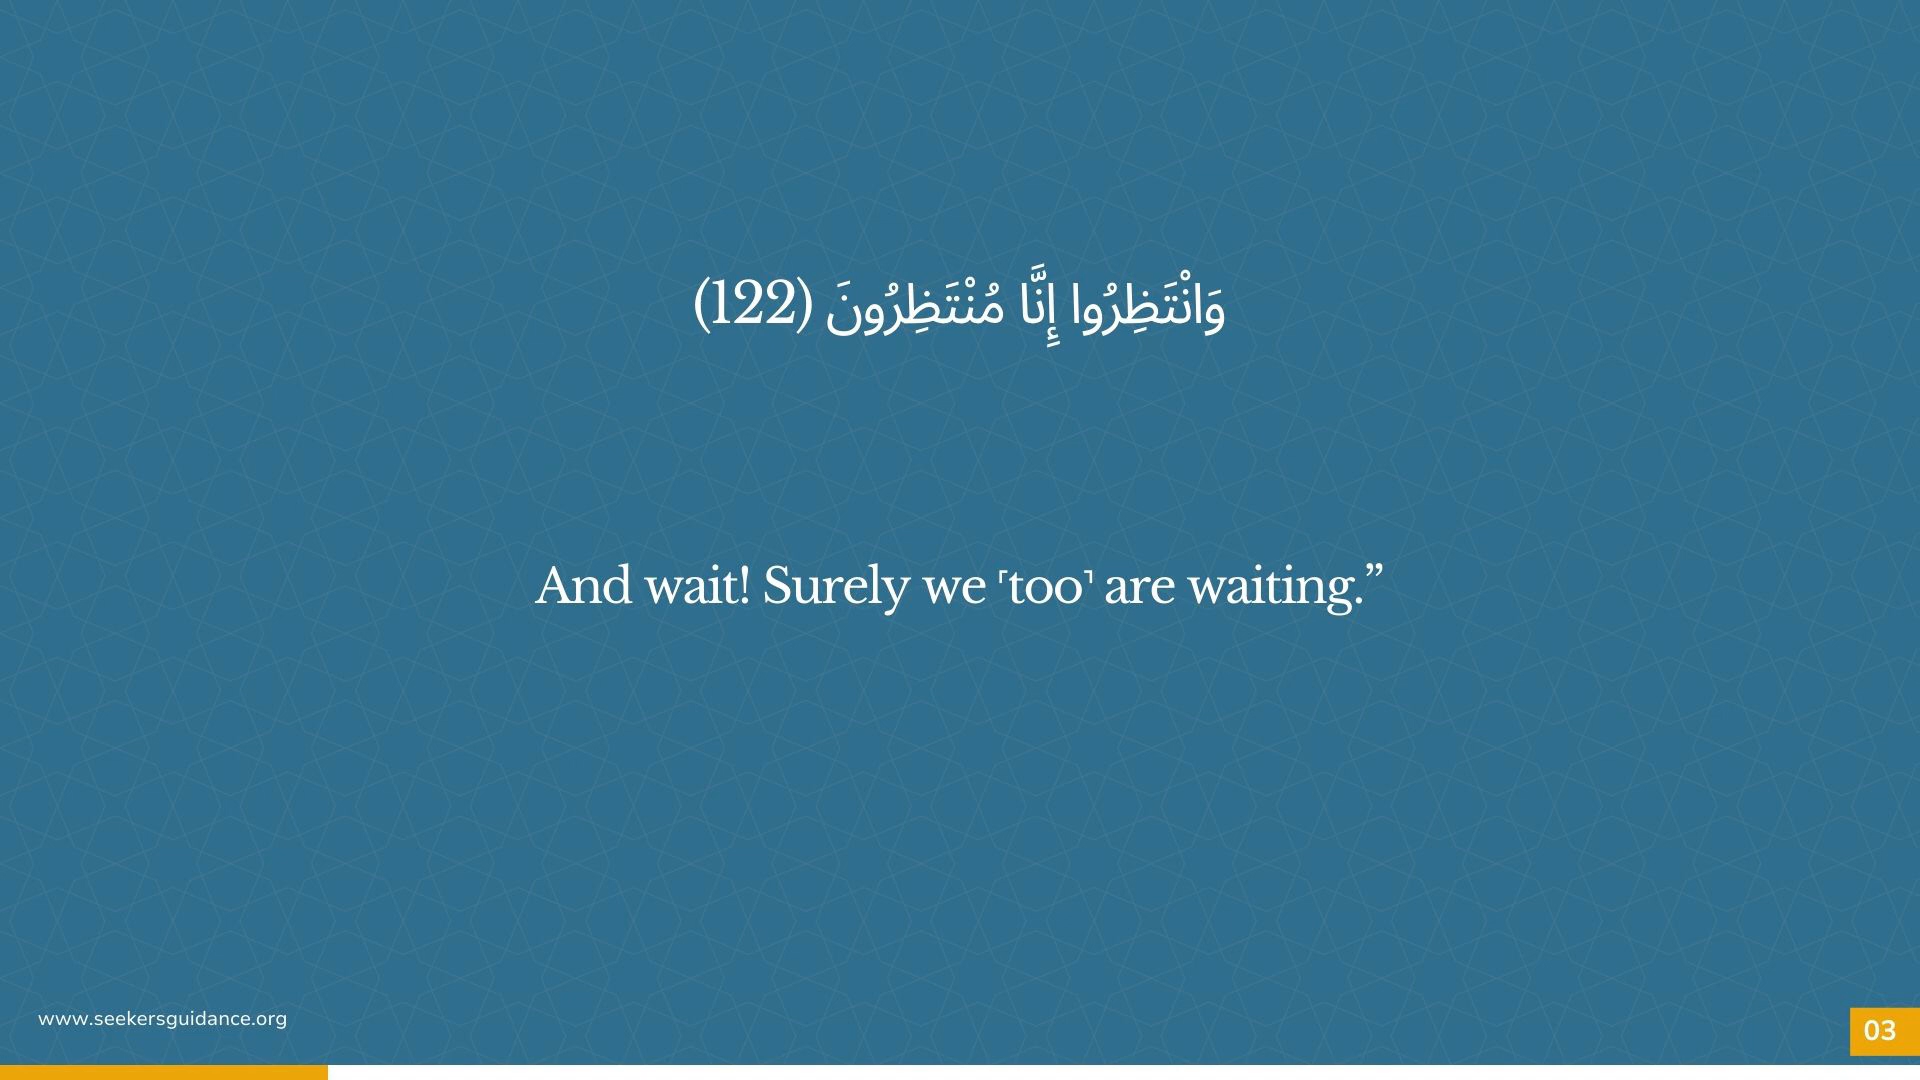 وَانْتَظِرُوا إِنَّا مُنْتَظِرُونَ (122)
And wait! Surely we ˹too˺ are waiting.”
www.seekersguidance.org
03